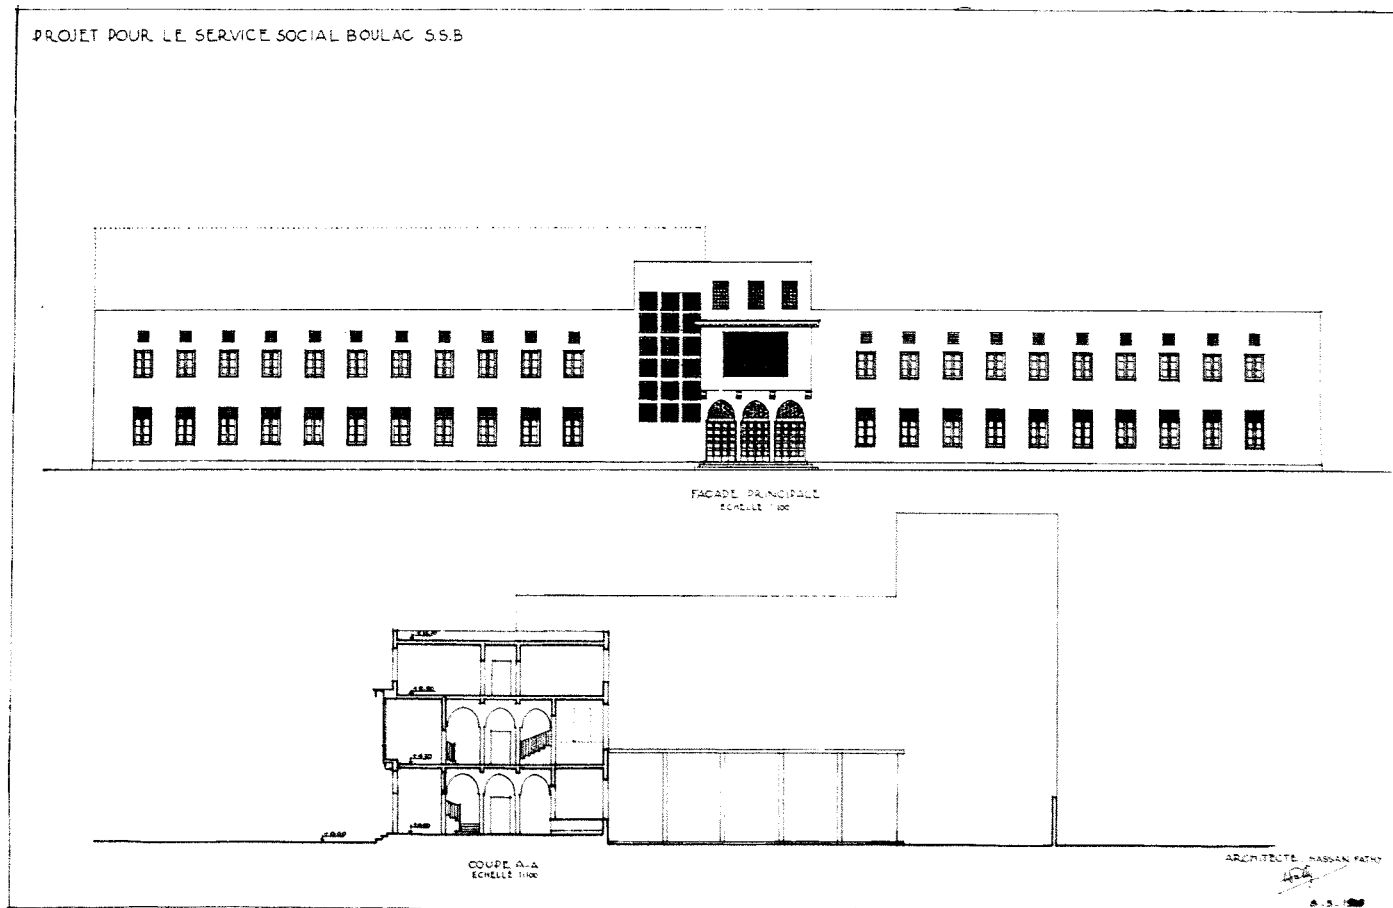 PROJET POUR LE SERVICE SOCIAL BOULAC S.S.B
FACADE PRINCIPALE
ECHELLE 1:100
COUPE A-A
ECHELLE 1:100
ARCHITECTE HASSAN FATHY